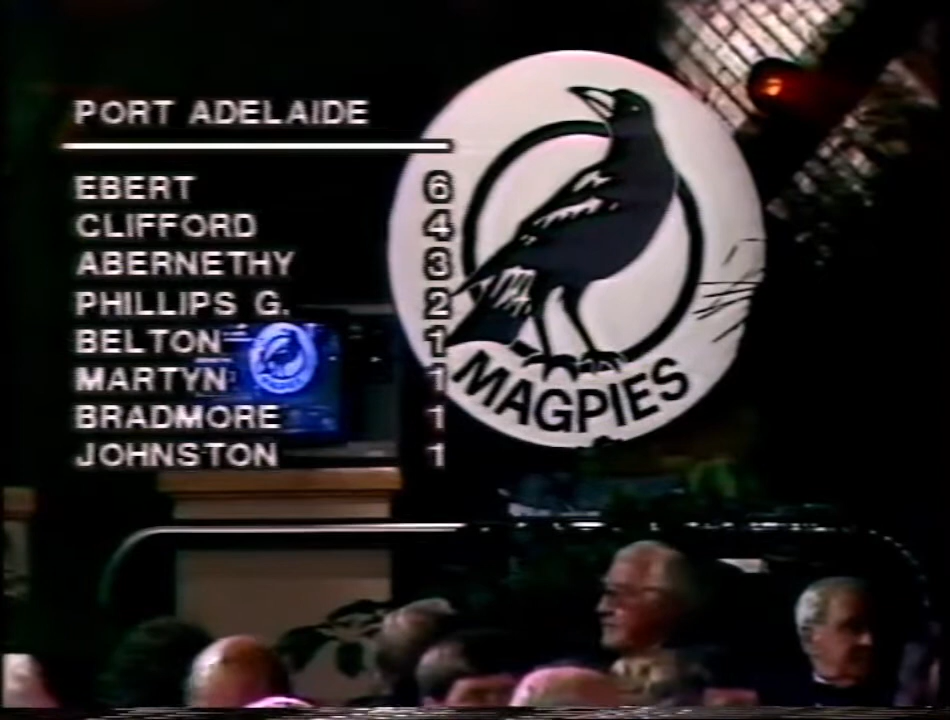 PORT ADELAIDE
EBERT 6
CLIFFORD 4
ABERNETHY 3
PHILLIPS G. 2
BELTON 1
MARTYN 1
BRADMORE 1
JOHNSTON 1
MAGPIES